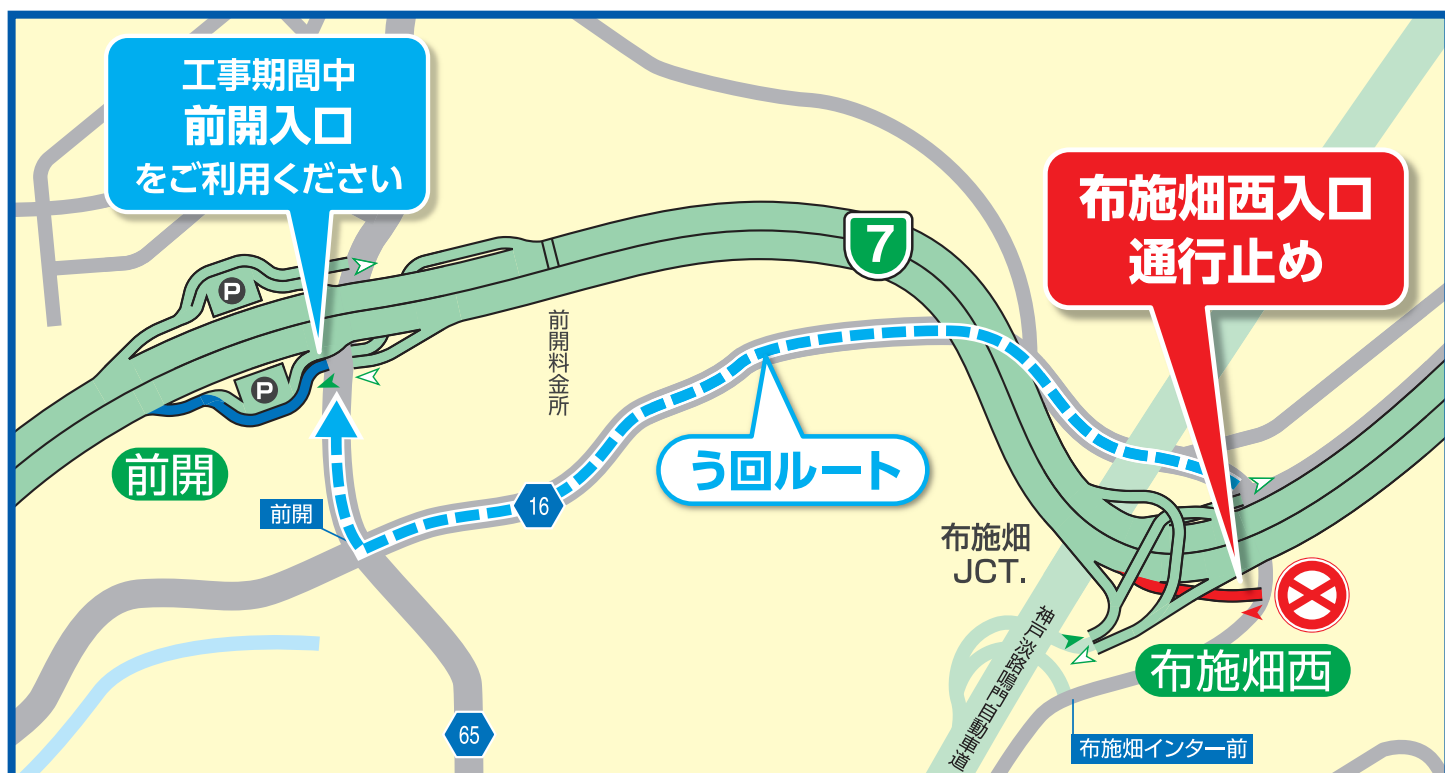 工事期間中
前開入口
をご利用ください
布施畑西入口
通行止め
7
P
P
前開料金所
前開
前開
16
う回ルート
布施畑
JCT.
神戸淡路鳴門自動車道
布施畑西
65
布施畑インター前